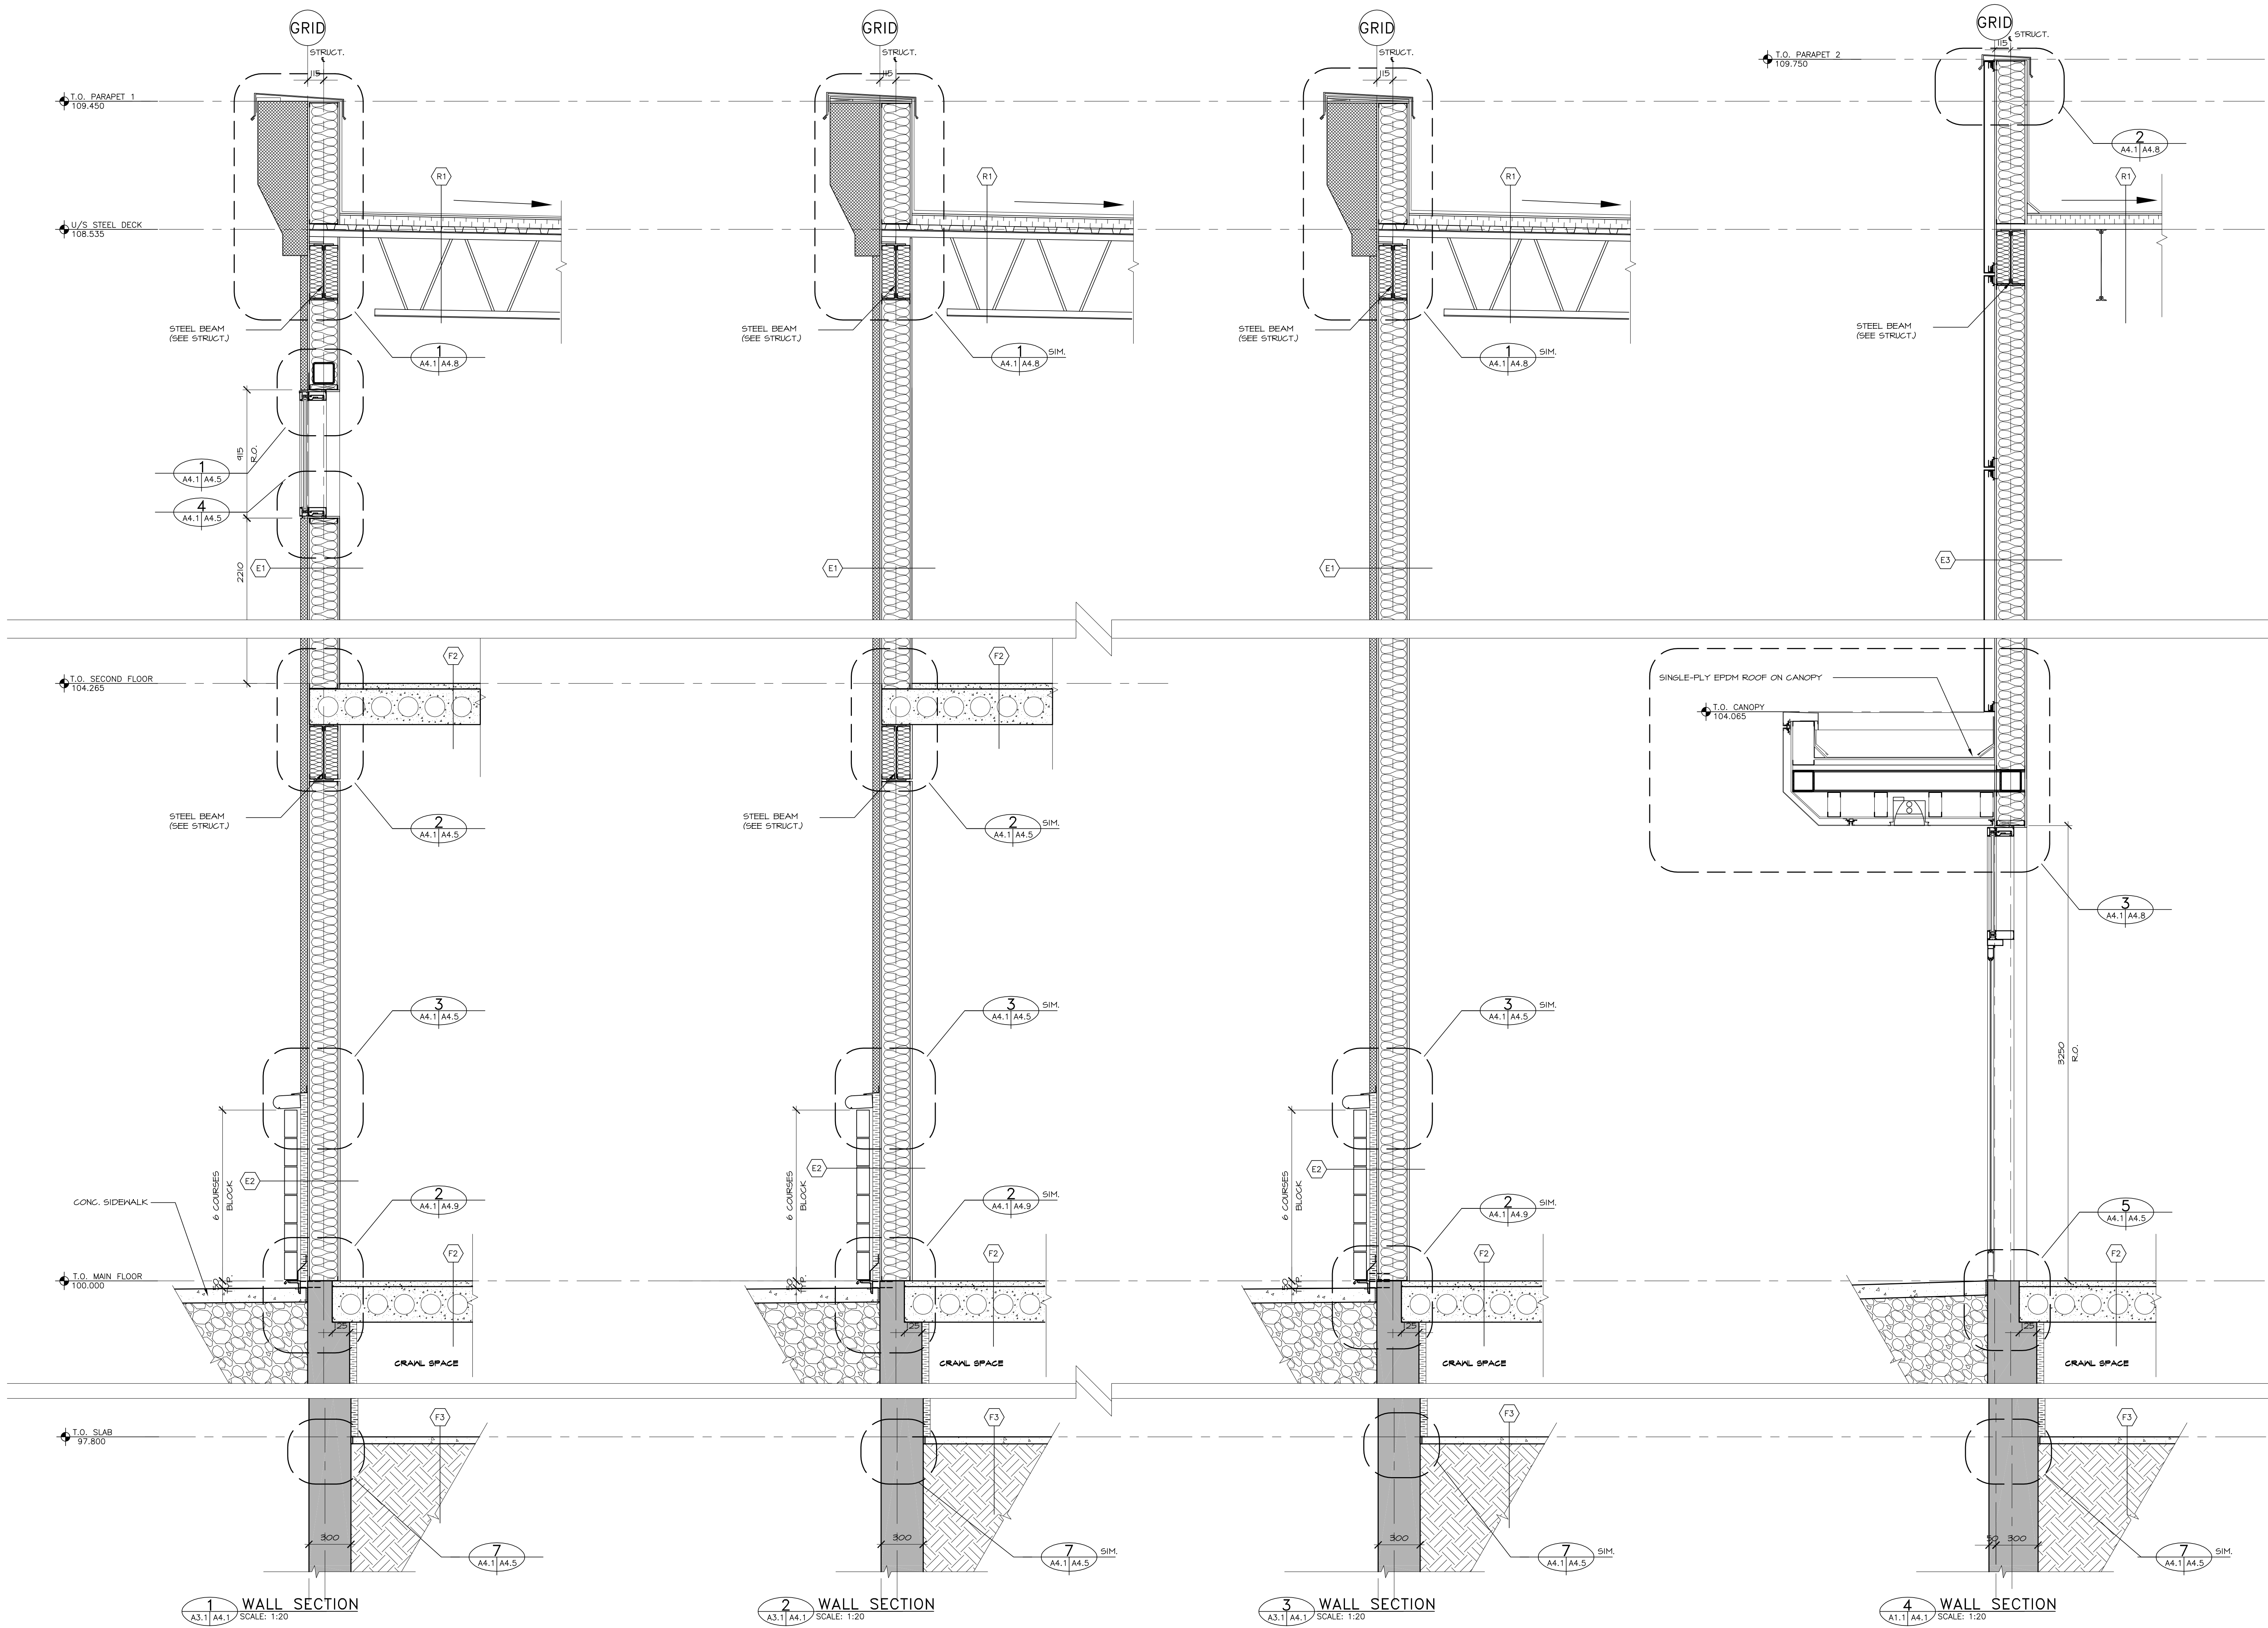 GRID
STRUCT.
℄
115
T.O. PARAPET 1
109.450
U/S STEEL DECK
108.535
R1
STEEL BEAM
(SEE STRUCT.)
1
A4.1 A4.8
915
R.O.
1
A4.1 A4.5
4
A4.1 A4.5
2210
E1
T.O. SECOND FLOOR
104.265
F2
STEEL BEAM
(SEE STRUCT.)
2
A4.1 A4.5
3
A4.1 A4.5
6 COURSES
BLOCK
E2
CONC. SIDEWALK
2
A4.1 A4.9
50
TYP.
F2
T.O. MAIN FLOOR
100.000
125
CRAWL SPACE
T.O. SLAB
97.800
F3
300
7
A4.1 A4.5
1
A3.1 A4.1
WALL SECTION
SCALE: 1:20
GRID
STRUCT.
℄
115
R1
STEEL BEAM
(SEE STRUCT.)
1
A4.1 A4.8
SIM.
E1
F2
STEEL BEAM
(SEE STRUCT.)
2
A4.1 A4.5
SIM.
3
A4.1 A4.5
SIM.
6 COURSES
BLOCK
E2
2
A4.1 A4.9
SIM.
50
TYP.
F2
125
CRAWL SPACE
F3
300
7
A4.1 A4.5
SIM.
2
A3.1 A4.1
WALL SECTION
SCALE: 1:20
GRID
STRUCT.
℄
115
R1
STEEL BEAM
(SEE STRUCT.)
1
A4.1 A4.8
SIM.
E1
3
A4.1 A4.5
SIM.
6 COURSES
BLOCK
E2
2
A4.1 A4.9
SIM.
50
TYP.
F2
125
CRAWL SPACE
F3
300
7
A4.1 A4.5
SIM.
3
A3.1 A4.1
WALL SECTION
SCALE: 1:20
GRID
STRUCT.
℄
115
T.O. PARAPET 2
109.750
2
A4.1 A4.8
R1
STEEL BEAM
(SEE STRUCT.)
E3
SINGLE-PLY EPDM ROOF ON CANOPY
T.O. CANOPY
104.065
3
A4.1 A4.8
3250
R.O.
5
A4.1 A4.5
F2
125
CRAWL SPACE
F3
50
300
7
A4.1 A4.5
SIM.
4
A1.1 A4.1
WALL SECTION
SCALE: 1:20